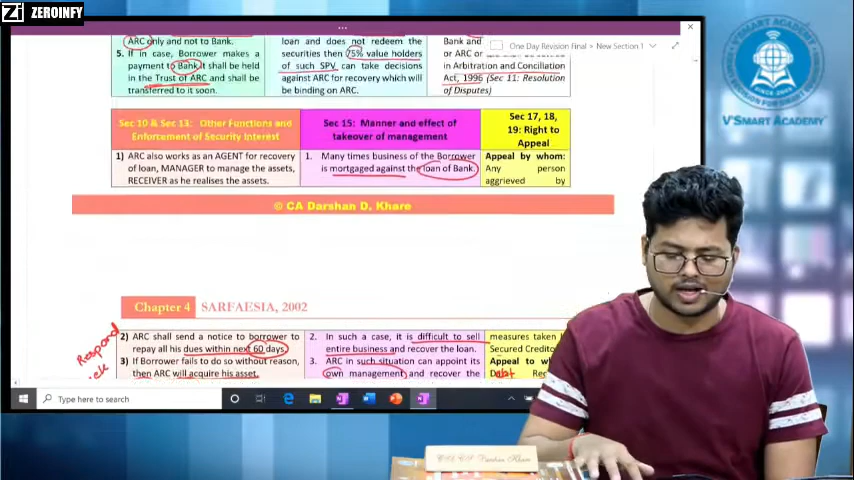 ZEROINFY
ARC only and not to Bank.
5. If in case, Borrower makes a
payment to Bank it shall be held
in the Trust of ARC and shall be
transferred to it soon.
loan and does not redeem the
securities then 75% value holders
of such SPV can take decisions
against ARC for recovery which will
be binding on ARC.
Bank and
or ARC or
in Arbitration and Conciliation
Act, 1996 (Sec 11: Resolution
of Disputes)
One Day Revision Final > New Section 1
Sec 10 & Sec 13: Other Functions and
Enforcement of Security Interest
Sec 15: Manner and effect of
takeover of management
Sec 17, 18,
19: Right to
Appeal
1) ARC also works as an AGENT for recovery
of loan, MANAGER to manage the assets,
RECEIVER as he realises the assets.
1. Many times business of the Borrower
is mortgaged against the loan of Bank.
Appeal by whom:
Any person
aggrieved by
© CA Darshan D, Khare
Chapter 4 SARFAESIA, 2002
Respond
2) ARC shall send a notice to borrower to
repay all his dues within next 60 days.
3) If Borrower fails to do so without reason,
then ARC will acquire his asset.
2. In such a case, it is difficult to sell
entire business and recover the loan.
3. ARC in such situation can appoint its
own management and recover the
measures taken
Secured Credito
Appeal to
Debt Rec
Type here to search
V'SMART ACADEMY
CA CS Darshan Khare